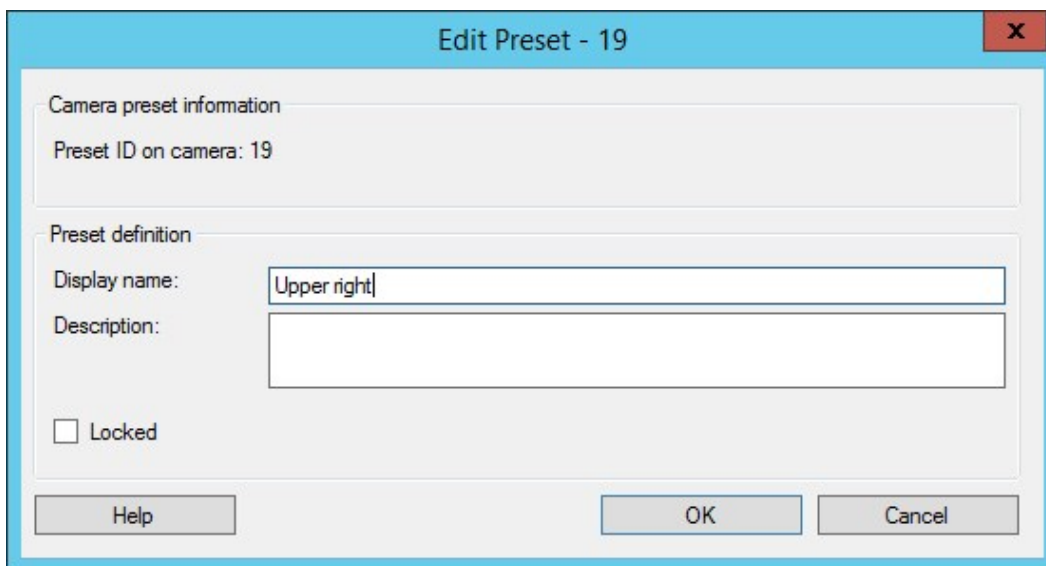 Edit Preset - 19
x
Camera preset information
Preset ID on camera: 19
Preset definition
Display name:
Upper right
Description:
Locked
Help
OK
Cancel